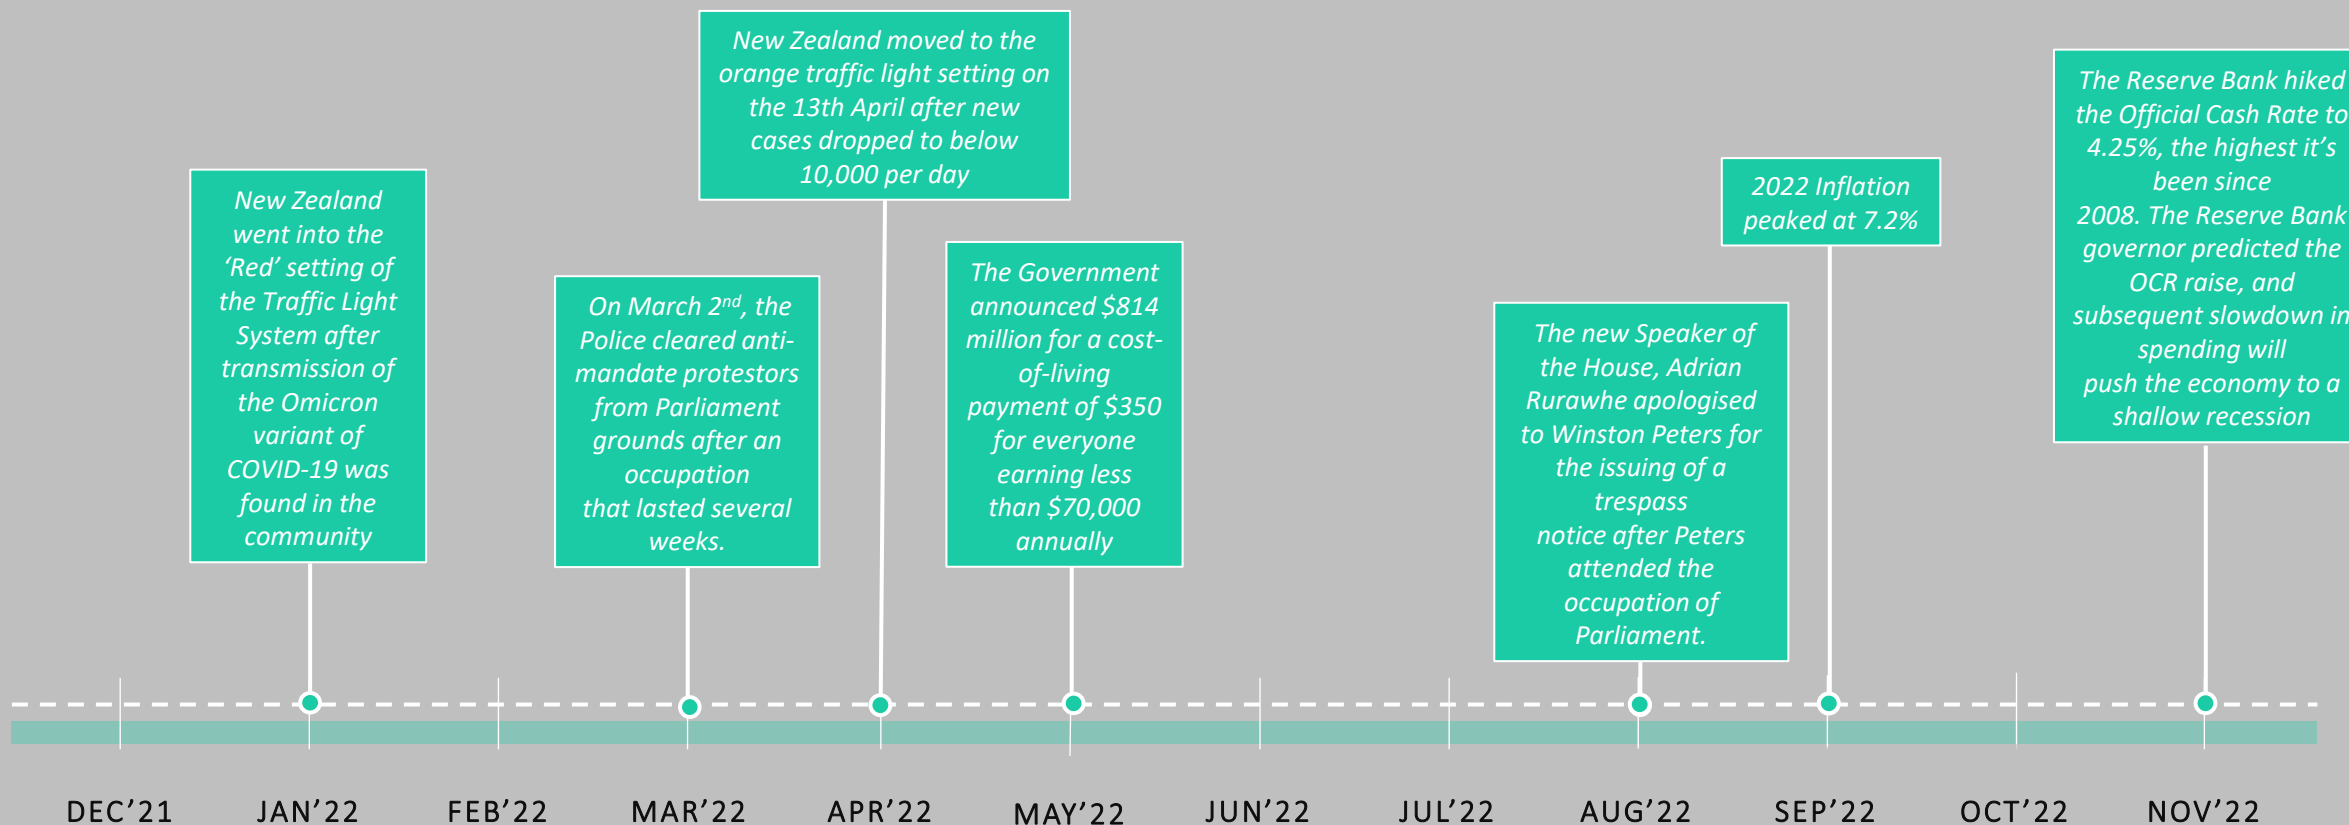 New Zealand
went into the
‘Red’ setting of
the Traffic Light
System after
transmission of
the Omicron
variant of
COVID-19 was
found in the
community
On March 2nd, the
Police cleared anti-
mandate protestors
from Parliament
grounds after an
occupation
that lasted several
weeks.
New Zealand moved to the
orange traffic light setting on
the 13th April after new
cases dropped to below
10,000 per day
The Government
announced $814
million for a cost-
of-living
payment of $350
for everyone
earning less
than $70,000
annually
The new Speaker of
the House, Adrian
Rurawhe apologised
to Winston Peters for
the issuing of a
trespass
notice after Peters
attended the
occupation of
Parliament.
2022 Inflation
peaked at 7.2%
The Reserve Bank hiked
the Official Cash Rate to
4.25%, the highest it’s
been since
2008. The Reserve Bank
governor predicted the
OCR raise, and
subsequent slowdown in
spending will
push the economy to a
shallow recession
DEC’21 JAN’22 FEB’22 MAR’22 APR’22 MAY’22 JUN’22 JUL’22 AUG’22 SEP’22 OCT’22 NOV’22